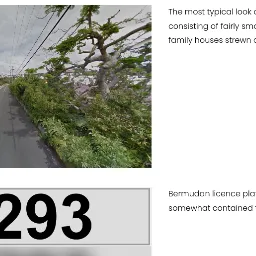 The most typical look
consisting of fairly
family houses strewn
293
Bermudan licence
somewhat contained